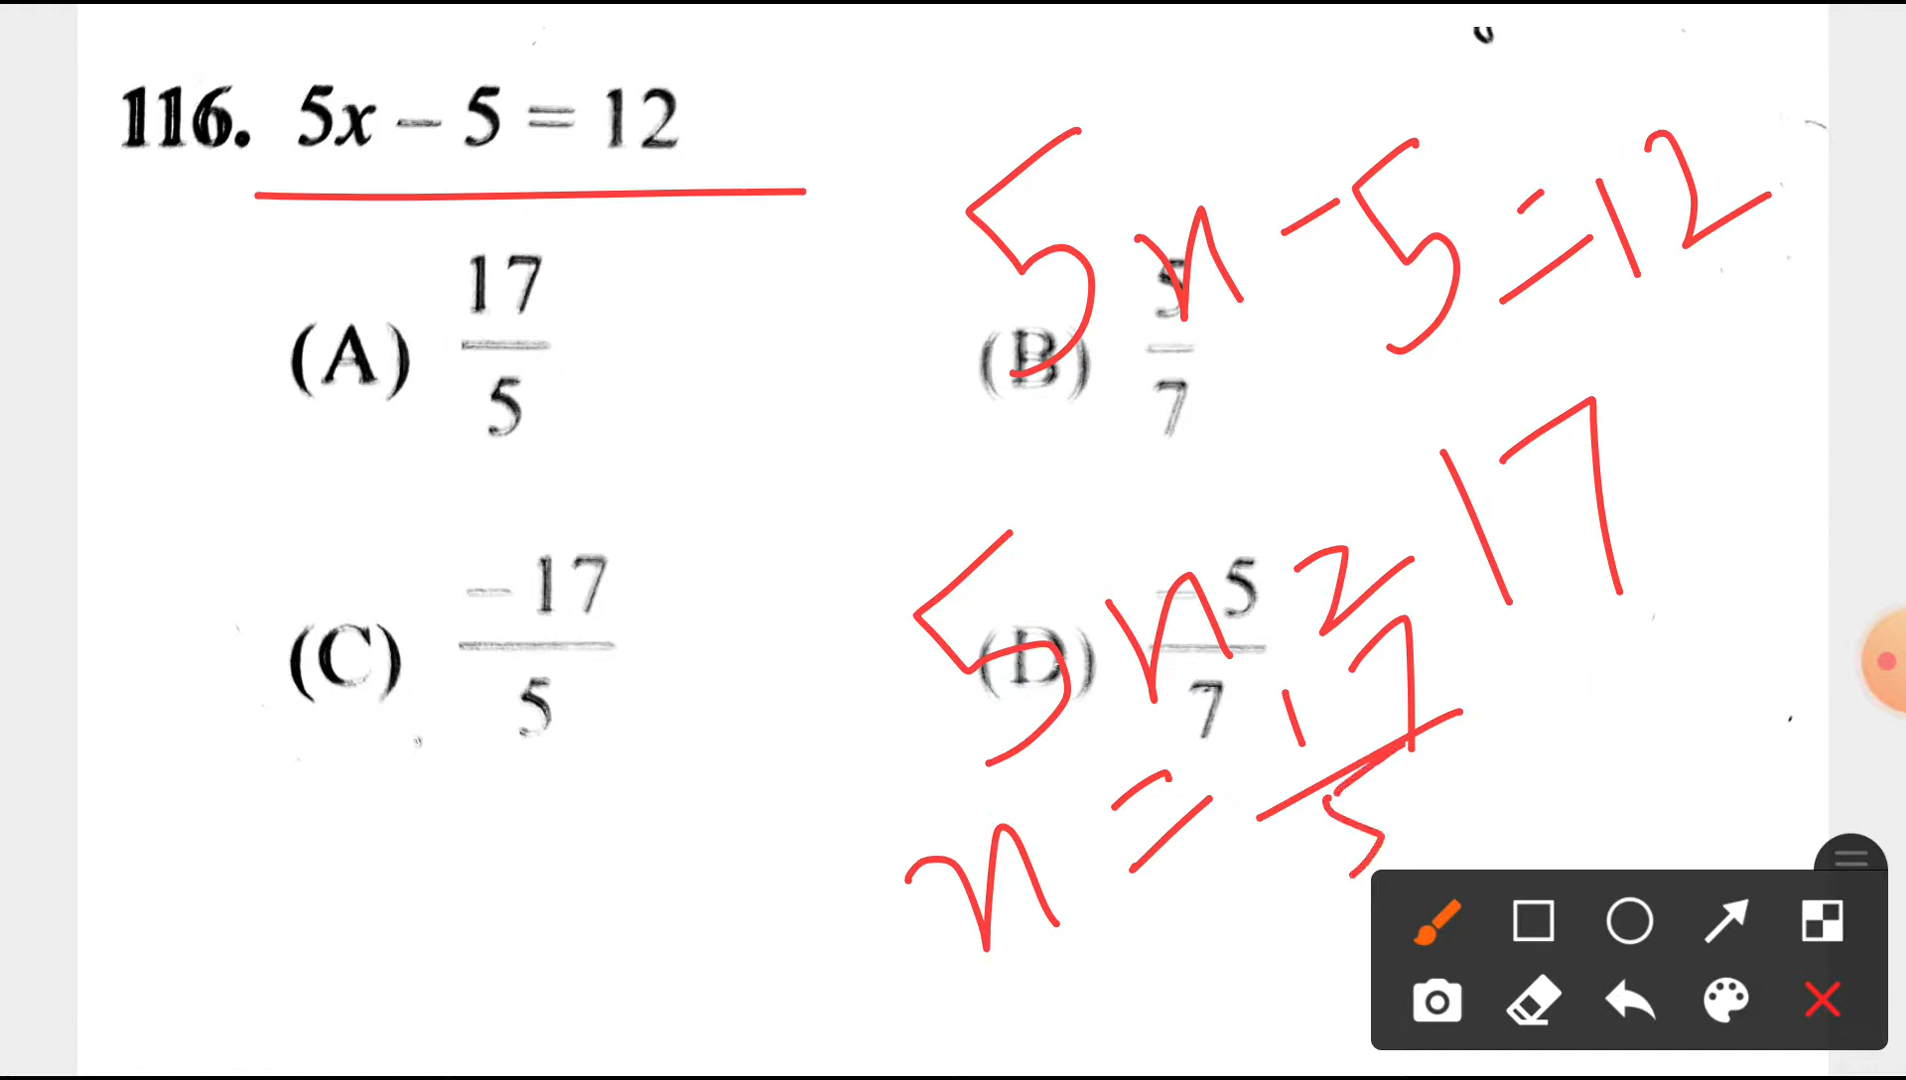 116. 5x – 5 = 12
(A) 17/5
(B) 5/7
(C) –17/5
(D) –5/7
5x – 5 = 12
5x = 17
x = 17/5